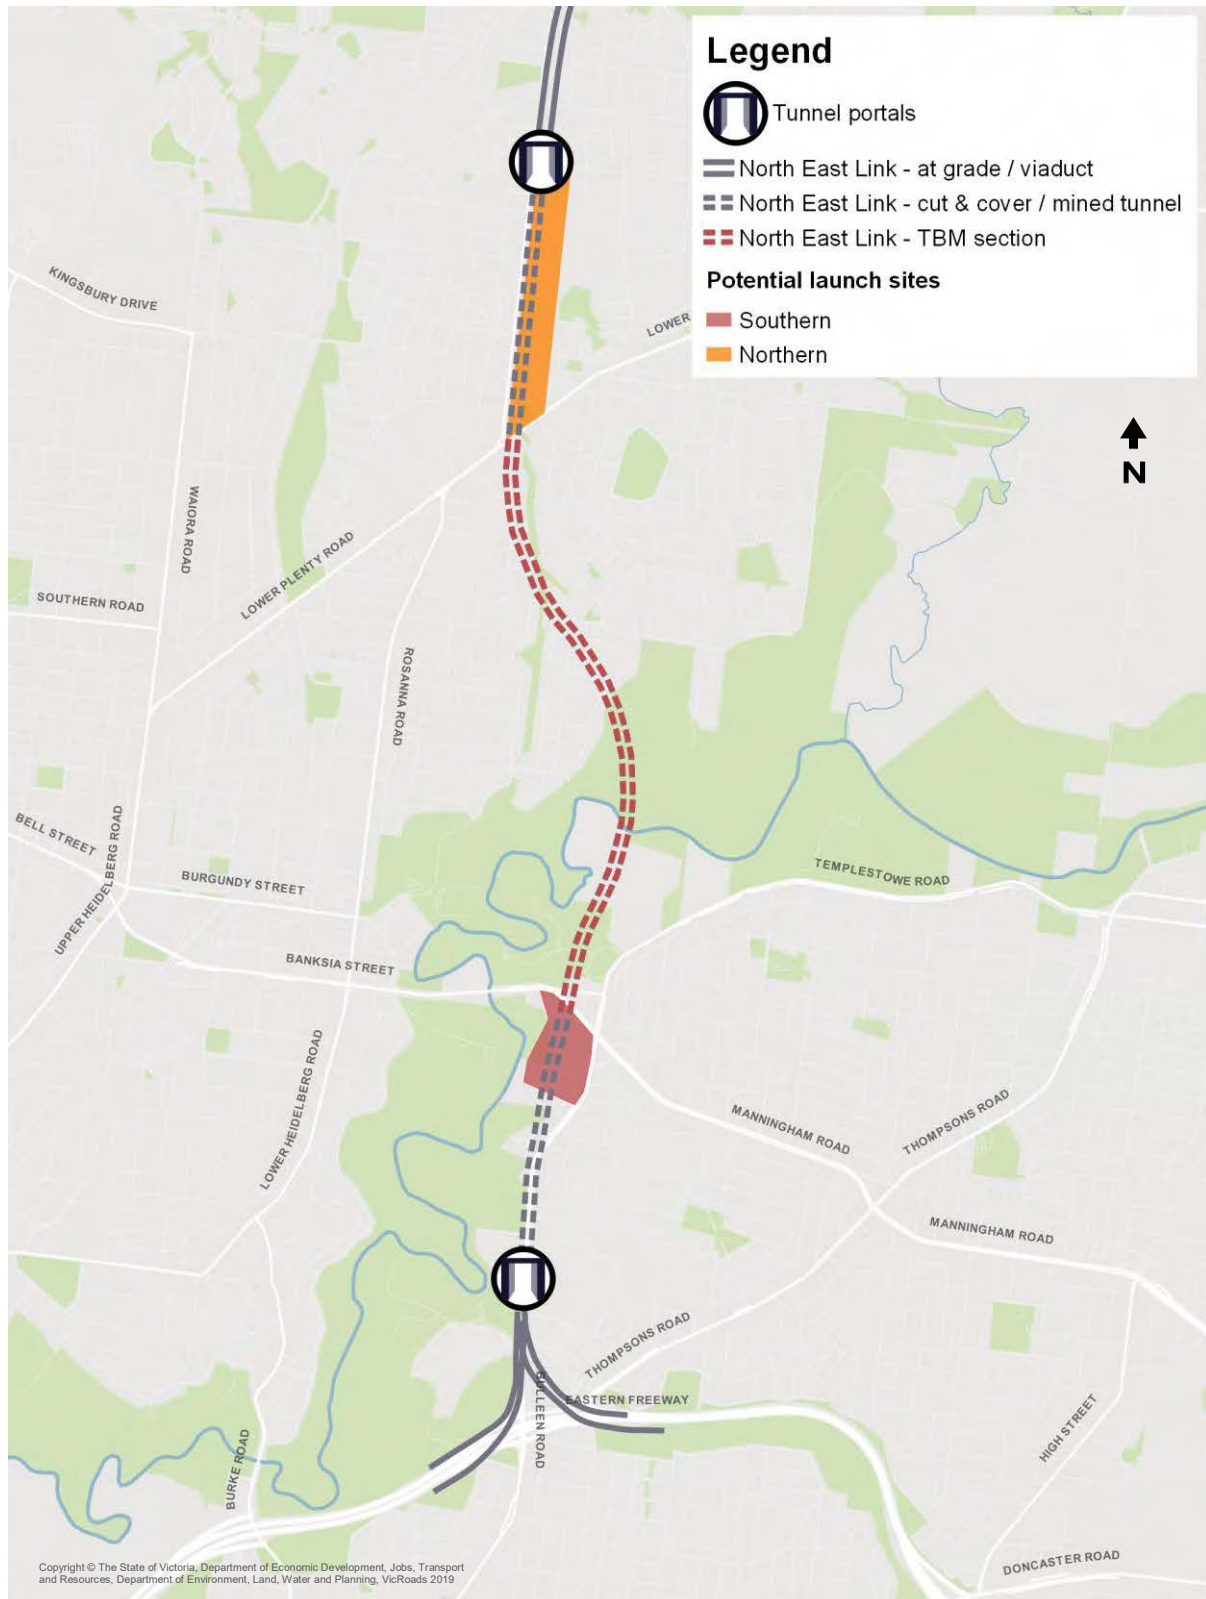 Legend
Tunnel portals
North East Link - at grade / viaduct
North East Link - cut & cover / mined tunnel
North East Link - TBM section
Potential launch sites
Southern
Northern
KINGSBURY DRIVE
LOWER
N
WAIORA ROAD
LOWER PLENTY ROAD
SOUTHERN ROAD
ROSANNA ROAD
BELL STREET
UPPER HEIDELBERG ROAD
BURGUNDY STREET
TEMPLESTOWE ROAD
BANKSIA STREET
LOWER HEIDELBERG ROAD
MANNINGHAM ROAD
THOMPSONS ROAD
MANNINGHAM ROAD
THOMPSONS ROAD
EASTERN FREEWAY
BULLEEN ROAD
HIGH STREET
BURKE ROAD
DONCASTER ROAD
Copyright © The State of Victoria, Department of Economic Development, Jobs, Transport
and Resources, Department of Environment, Land, Water and Planning, VicRoads 2019